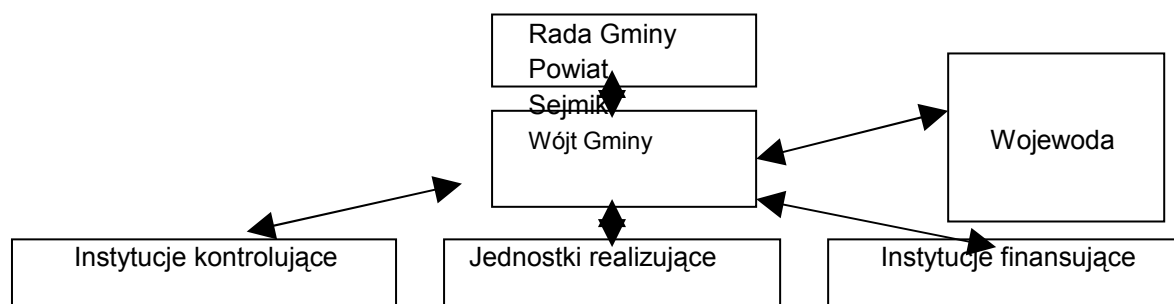 Rada Gminy
Powiat
Sejmik
Wójt Gminy
Wojewoda
Instytucje kontrolujące
Jednostki realizujące
Instytucje finansujące